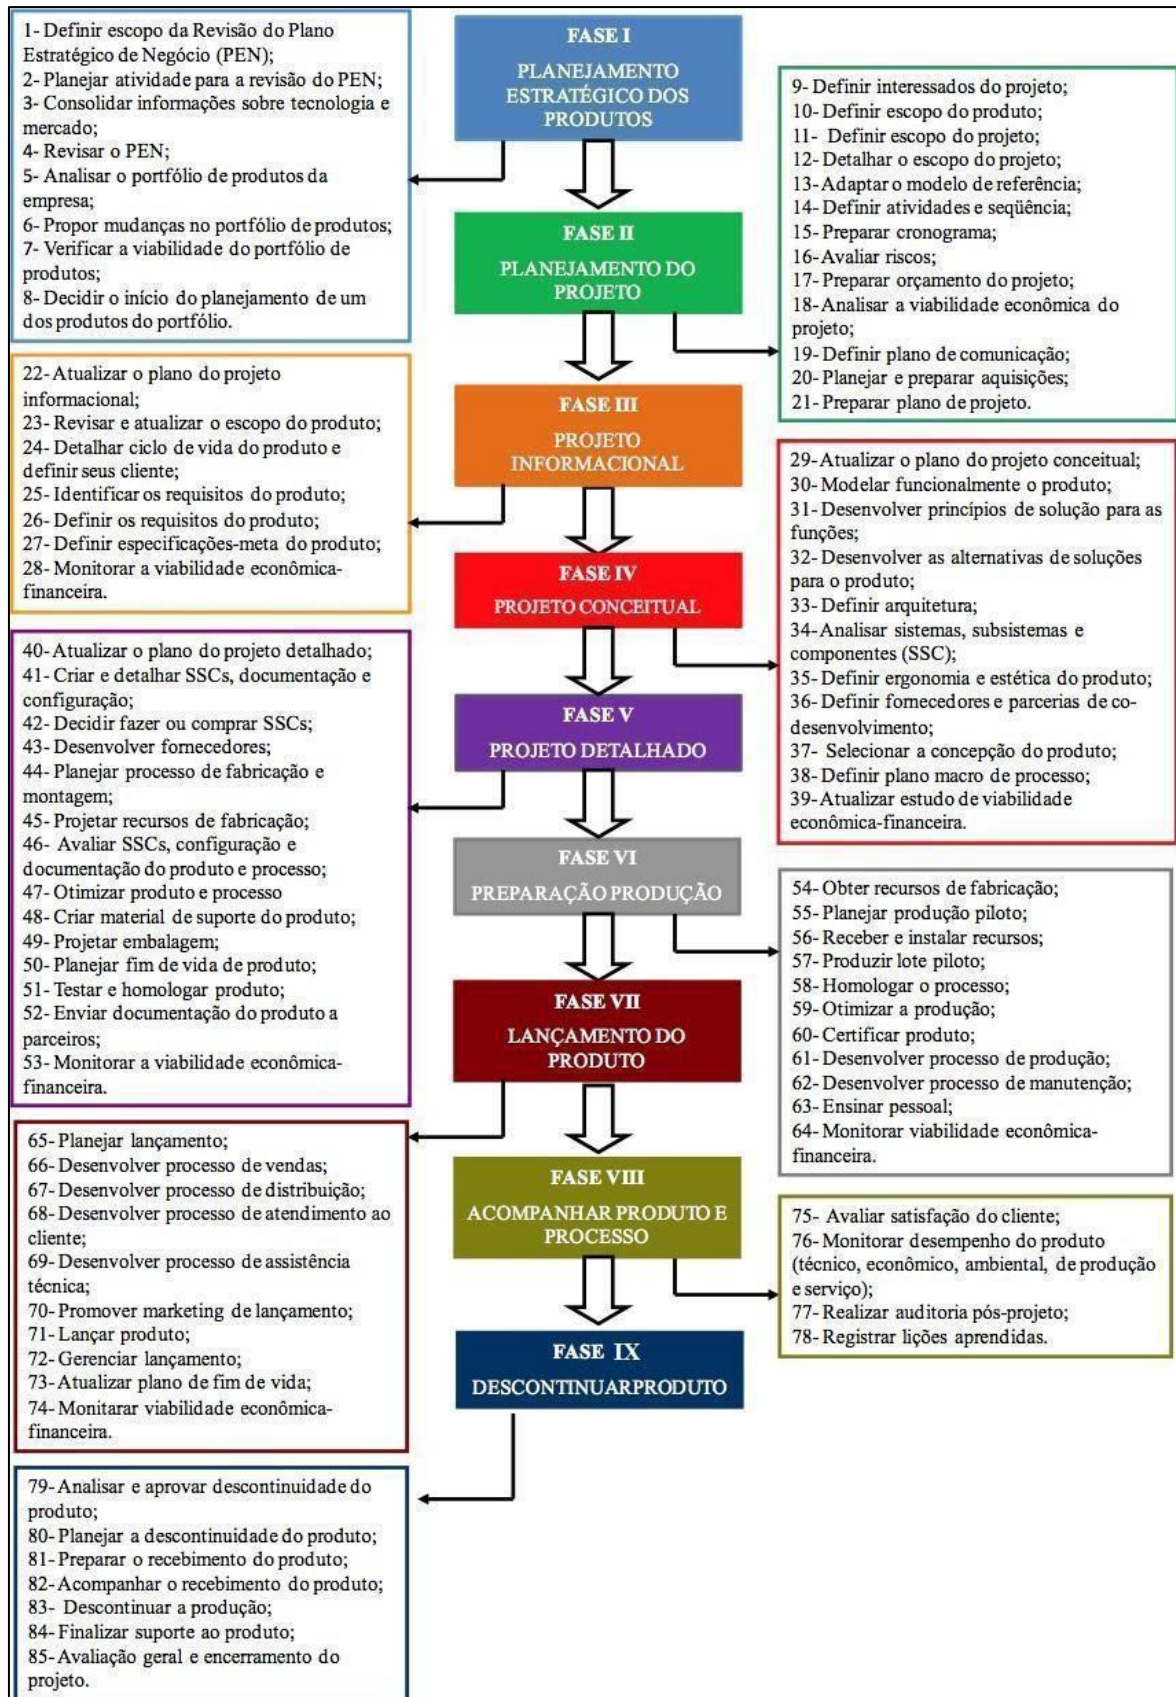 FASE I
PLANEJAMENTO
ESTRATÉGICO DOS
PRODUTOS
1- Definir escopo da Revisão do Plano
Estratégico de Negócio (PEN);
2- Planejar atividade para a revisão do PEN;
3- Consolidar informações sobre tecnologia e
mercado;
4- Revisar o PEN;
5- Analisar o portfólio de produtos da
empresa;
6- Propor mudanças no portfólio de produtos;
7- Verificar a viabilidade do portfólio de
produtos;
8- Decidir o início do planejamento de um
dos produtos do portfólio.
FASE II
PLANEJAMENTO DO
PROJETO
9- Definir interessados do projeto;
10- Definir escopo do produto;
11- Definir escopo do projeto;
12- Detalhar o escopo do projeto;
13- Adaptar o modelo de referência;
14- Definir atividades e seqüência;
15- Preparar cronograma;
16- Avaliar riscos;
17- Preparar orçamento do projeto;
18- Analisar a viabilidade econômica do
projeto;
19- Definir plano de comunicação;
20- Planejar e preparar aquisições;
21- Preparar plano de projeto.
FASE III
PROJETO
INFORMACIONAL
22- Atualizar o plano do projeto
informacional;
23- Revisar e atualizar o escopo do produto;
24- Detalhar ciclo de vida do produto e
definir seus cliente;
25- Identificar os requisitos do produto;
26- Definir os requisitos do produto;
27- Definir especificações-meta do produto;
28- Monitorar a viabilidade econômica-
financeira.
FASE IV
PROJETO CONCEITUAL
29- Atualizar o plano do projeto conceitual;
30- Modelar funcionalmente o produto;
31- Desenvolver princípios de solução para as
funções;
32- Desenvolver as alternativas de soluções
para o produto;
33- Definir arquitetura;
34- Analisar sistemas, subsistemas e
componentes (SSC);
35- Definir ergonomia e estética do produto;
36- Definir fornecedores e parcerias de co-
desenvolvimento;
37- Selecionar a concepção do produto;
38- Definir plano macro de processo;
39- Atualizar estudo de viabilidade
econômica-financeira.
FASE V
PROJETO DETALHADO
40- Atualizar o plano do projeto detalhado;
41- Criar e detalhar SSCs, documentação e
configuração;
42- Decidir fazer ou comprar SSCs;
43- Desenvolver fornecedores;
44- Planejar processo de fabricação e
montagem;
45- Projetar recursos de fabricação;
46- Avaliar SSCs, configuração e
documentação do produto e processo;
47- Otimizar produto e processo
48- Criar material de suporte do produto;
49- Projetar embalagem;
50- Planejar fim de vida de produto;
51- Testar e homologar produto;
52- Enviar documentação do produto a
parceiros;
53- Monitorar a viabilidade econômica-
financeira.
FASE VI
PREPARAÇÃO PRODUÇÃO
54- Obter recursos de fabricação;
55- Planejar produção piloto;
56- Receber e instalar recursos;
57- Produzir lote piloto;
58- Homologar o processo;
59- Otimizar a produção;
60- Certificar produto;
61- Desenvolver processo de produção;
62- Desenvolver processo de manutenção;
63- Ensinar pessoal;
64- Monitorar viabilidade econômica-
financeira.
FASE VII
LANÇAMENTO DO
PRODUTO
65- Planejar lançamento;
66- Desenvolver processo de vendas;
67- Desenvolver processo de distribuição;
68- Desenvolver processo de atendimento ao
cliente;
69- Desenvolver processo de assistência
técnica;
70- Promover marketing de lançamento;
71- Lançar produto;
72- Gerenciar lançamento;
73- Atualizar plano de fim de vida;
74- Monitarar viabilidade econômica-
financeira.
FASE VIII
ACOMPANHAR PRODUTO E
PROCESSO
75- Avaliar satisfação do cliente;
76- Monitorar desempenho do produto
(técnico, econômico, ambiental, de produção
e serviço);
77- Realizar auditoria pós-projeto;
78- Registrar lições aprendidas.
FASE IX
DESCONTINUARPRODUTO
79- Analisar e aprovar descontinuidade do
produto;
80- Planejar a descontinuidade do produto;
81- Preparar o recebimento do produto;
82- Acompanhar o recebimento do produto;
83- Descontinuar a produção;
84- Finalizar suporte ao produto;
85- Avaliação geral e encerramento do
projeto.